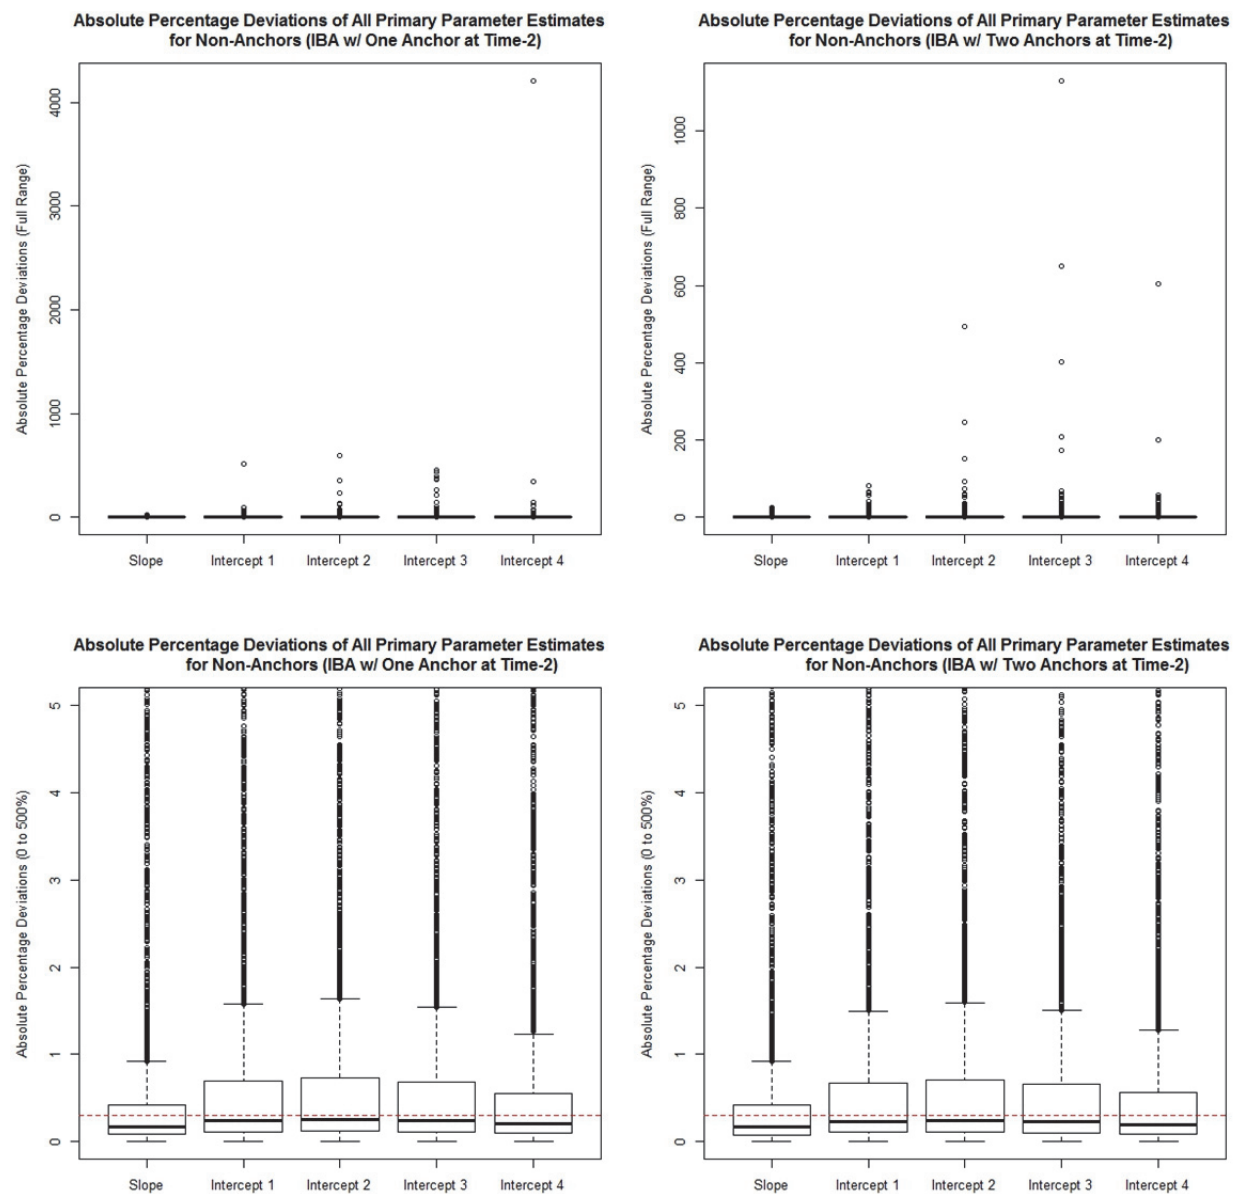 Absolute Percentage Deviations of All Primary Parameter Estimates
for Non-Anchors (IBA w/ One Anchor at Time-2)
Absolute Percentage Deviations (Full Range)
4000
3000
2000
1000
0
Slope Intercept 1 Intercept 2 Intercept 3 Intercept 4
Absolute Percentage Deviations of All Primary Parameter Estimates
for Non-Anchors (IBA w/ Two Anchors at Time-2)
Absolute Percentage Deviations (Full Range)
1000
800
600
400
200
0
Slope Intercept 1 Intercept 2 Intercept 3 Intercept 4
Absolute Percentage Deviations of All Primary Parameter Estimates
for Non-Anchors (IBA w/ One Anchor at Time-2)
Absolute Percentage Deviations (0 to 500%)
5
4
3
2
1
0
Slope Intercept 1 Intercept 2 Intercept 3 Intercept 4
Absolute Percentage Deviations of All Primary Parameter Estimates
for Non-Anchors (IBA w/ Two Anchors at Time-2)
Absolute Percentage Deviations (0 to 500%)
5
4
3
2
1
0
Slope Intercept 1 Intercept 2 Intercept 3 Intercept 4